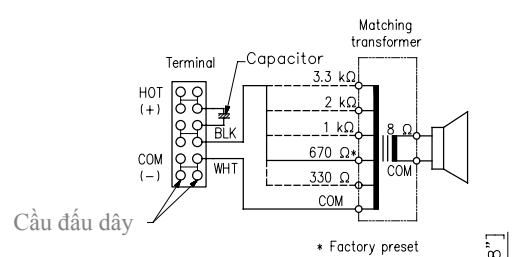 Matching
transformer
Terminal
Capacitor
HOT
(+)
3.3 kΩ
2 kΩ
BLK
1 kΩ
8 Ω
COM
(-)
WHT
670 Ω*
COM
330 Ω
COM
Cầu đấu dây
* Factory preset
8"]